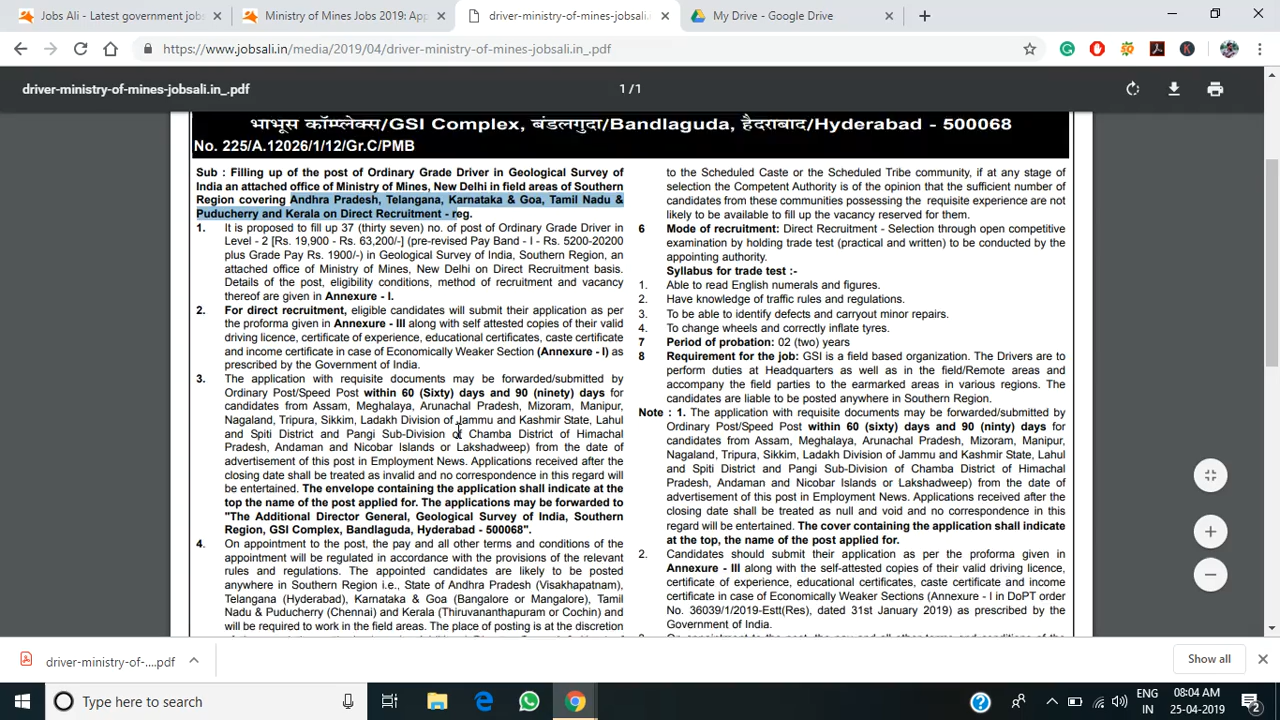 Jobs Ali - Latest government jobs
Ministry of Mines Jobs 2019: App
driver-ministry-of-mines-jobsali.
My Drive - Google Drive
https://www.jobsali.in/media/2019/04/driver-ministry-of-mines-jobsali.in_.pdf
driver-ministry-of-mines-jobsali.in_.pdf
1 / 1
भाभूस कॉम्लेक्स/GSI Complex, बंडलगुदा/Bandlaguda, हैदराबाद/Hyderabad - 500068
No. 225/A.12026/1/12/Gr.C/PMB
Sub : Filling up of the post of Ordinary Grade Driver in Geological Survey of
India an attached office of Ministry of Mines, New Delhi in field areas of Southern
Region covering Andhra Pradesh, Telangana, Karnataka & Goa, Tamil Nadu &
Puducherry and Kerala on Direct Recruitment - reg.
1. It is proposed to fill up 37 (thirty seven) no. of post of Ordinary Grade Driver in
Level - 2 [Rs. 19,900 - Rs. 63,200/-] (pre-revised Pay Band - I - Rs. 5200-20200
plus Grade Pay Rs. 1900/-) in Geological Survey of India, Southern Region, an
attached office of Ministry of Mines, New Delhi on Direct Recruitment basis.
Details of the post, eligibility conditions, method of recruitment and vacancy
thereof are given in Annexure - I.
2. For direct recruitment, eligible candidates will submit their application as per
the proforma given in Annexure - III along with self attested copies of their valid
driving licence, certificate of experience, educational certificates, caste certificate
and income certificate in case of Economically Weaker Section (Annexure - I) as
prescribed by the Government of India.
3. The application with requisite documents may be forwarded/submitted by
Ordinary Post/Speed Post within 60 (Sixty) days and 90 (ninety) days for
candidates from Assam, Meghalaya, Arunachal Pradesh, Mizoram, Manipur,
Nagaland, Tripura, Sikkim, Ladakh Division of Jammu and Kashmir State, Lahul
and Spiti District and Pangi Sub-Division of Chamba District of Himachal
Pradesh, Andaman and Nicobar Islands or Lakshadweep) from the date of
advertisement of this post in Employment News. Applications received after the
closing date shall be treated as invalid and no correspondence in this regard will
be entertained. The envelope containing the application shall indicate at the
top the name of the post applied for. The applications may be forwarded to
"The Additional Director General, Geological Survey of India, Southern
Region, GSI Complex, Bandlaguda, Hyderabad - 500068".
4. On appointment to the post, the pay and all other terms and conditions of the
appointment will be regulated in accordance with the provisions of the relevant
rules and regulations. The appointed candidates are likely to be posted
anywhere in Southern Region i.e., State of Andhra Pradesh (Visakhapatnam),
Telangana (Hyderabad), Karnataka & Goa (Bangalore or Mangalore), Tamil
Nadu & Puducherry (Chennai) and Kerala (Thiruvananthapuram or Cochin) and
will be required to work in the field areas. The place of posting is at the discretion
to the Scheduled Caste or the Scheduled Tribe community, if at any stage of
selection the Competent Authority is of the opinion that the sufficient number of
candidates from these communities possessing the requisite experience are not
likely to be available to fill up the vacancy reserved for them.
6 Mode of recruitment: Direct Recruitment - Selection through open competitive
examination by holding trade test (practical and written) to be conducted by the
appointing authority.
Syllabus for trade test :-
1. Able to read English numerals and figures.
2. Have knowledge of traffic rules and regulations.
3. To be able to identify defects and carryout minor repairs.
4. To change wheels and correctly inflate tyres.
7 Period of probation: 02 (two) years
8 Requirement for the job: GSI is a field based organization. The Drivers are to
perform duties at Headquarters as well as in the field/Remote areas and
accompany the field parties to the earmarked areas in various regions. The
candidates are liable to be posted anywhere in Southern Region.
Note : 1. The application with requisite documents may be forwarded/submitted by
Ordinary Post/Speed Post within 60 (sixty) days and 90 (ninety) days for
candidates from Assam, Meghalaya, Arunachal Pradesh, Mizoram, Manipur,
Nagaland, Tripura, Sikkim, Ladakh Division of Jammu and Kashmir State, Lahul
and Spiti District and Pangi Sub-Division of Chamba District of Himachal
Pradesh, Andaman and Nicobar Islands or Lakshadweep) from the date of
advertisement of this post in Employment News. Applications received after the
closing date shall be treated as null and void and no correspondence in this
regard will be entertained. The cover containing the application shall indicate
at the top, the name of the post applied for.
2. Candidates should submit their application as per the proforma given in
Annexure - III along with the self-attested copies of their valid driving licence,
certificate of experience, educational certificates, caste certificate and income
certificate in case of Economically Weaker Sections (Annexure - I in DoPT order
No. 36039/1/2019-Estt(Res), dated 31st January 2019) as prescribed by the
Government of India.
driver-ministry-of-....pdf
Show all
Type here to search
ENG
IN
08:04 AM
25-04-2019
2